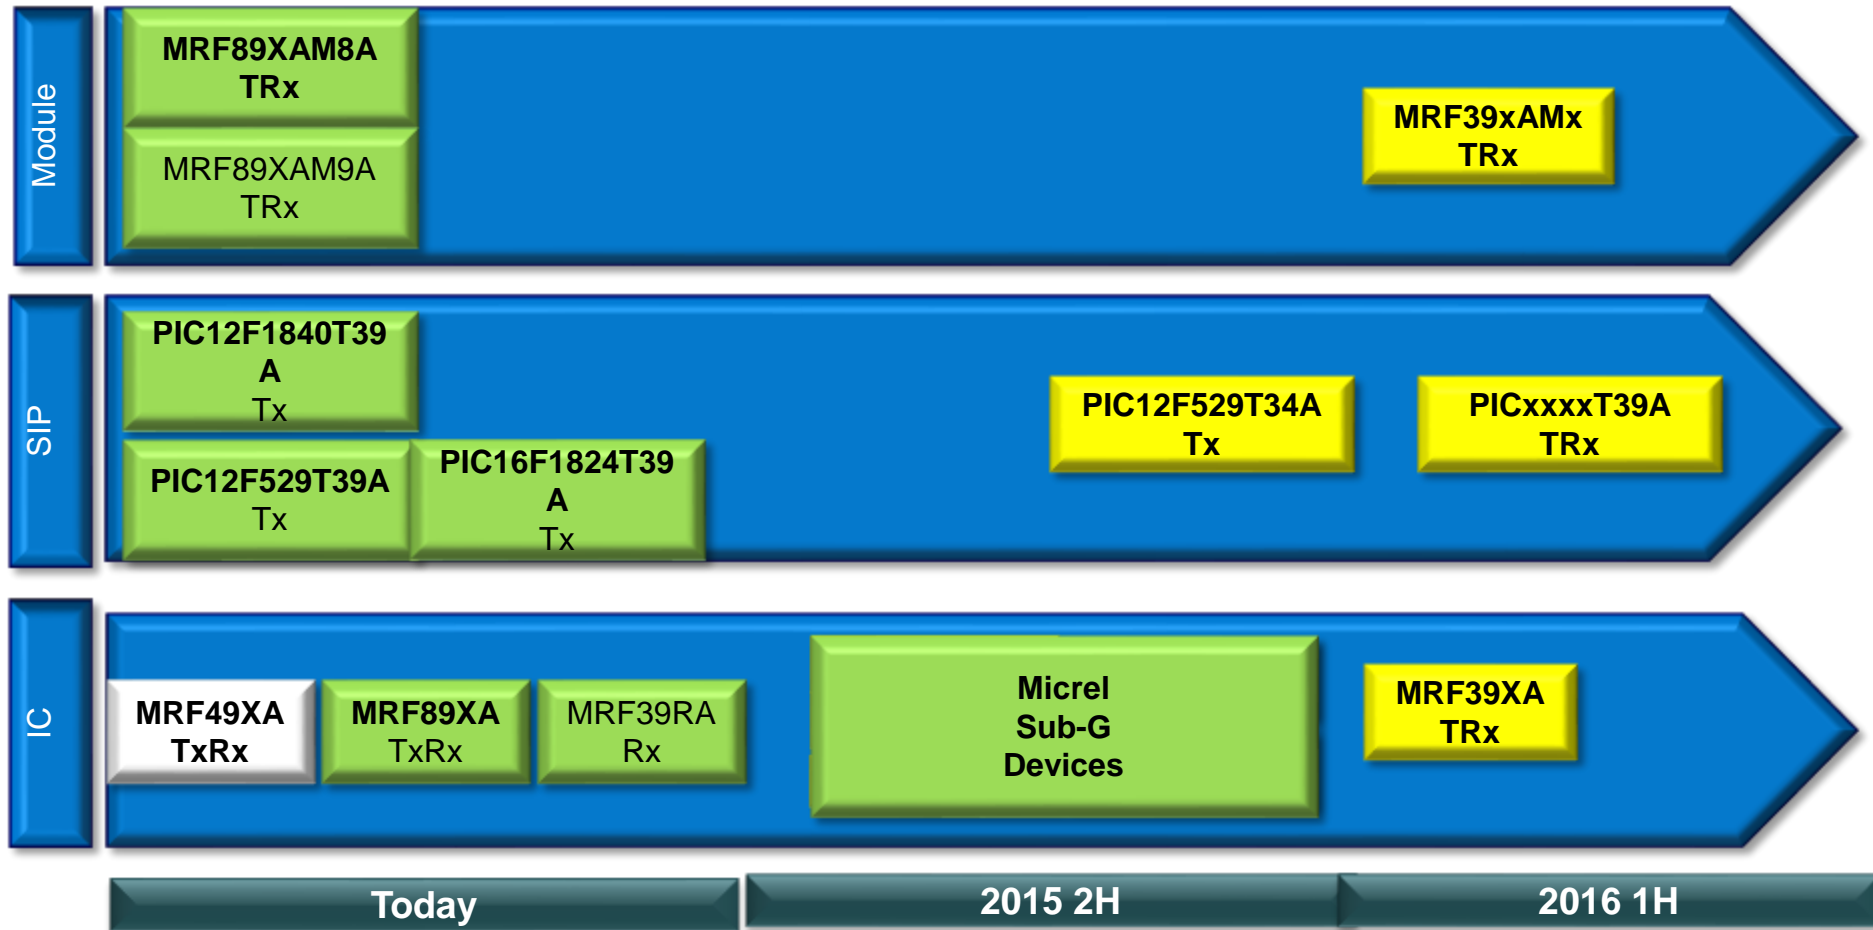 Module
MRF89XAM8A
TRx
MRF89XAM9A
TRx
MRF39xAMx
TRx
SIP
PIC12F1840T39
A
Tx
PIC12F529T39A
Tx
PIC16F1824T39
A
Tx
PIC12F529T34A
Tx
PICxxxxT39A
TRx
IC
MRF49XA
TxRx
MRF89XA
TxRx
MRF39RA
Rx
Micrel
Sub-G
Devices
MRF39XA
TRx
Today
2015 2H
2016 1H